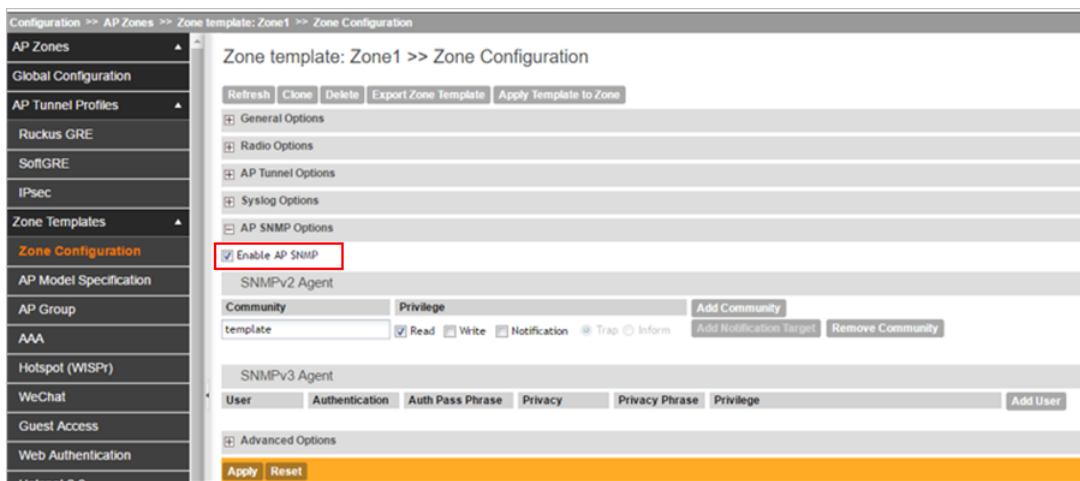 Configuration >> AP Zones >> Zone template: Zone1 >> Zone Configuration
AP Zones
Global Configuration
AP Tunnel Profiles
Ruckus GRE
SoftGRE
IPsec
Zone Templates
Zone Configuration
AP Model Specification
AP Group
AAA
Hotspot (WISPr)
WeChat
Guest Access
Web Authentication
Zone template: Zone1 >> Zone Configuration
Refresh Clone Delete Export Zone Template Apply Template to Zone
General Options
Radio Options
AP Tunnel Options
Syslog Options
AP SNMP Options
Enable AP SNMP
SNMPv2 Agent
Community Privilege Add Community
template Read Write Notification Trap Inform Add Notification Target Remove Community
SNMPv3 Agent
User Authentication Auth Pass Phrase Privacy Privacy Phrase Privilege Add User
Advanced Options
Apply Reset